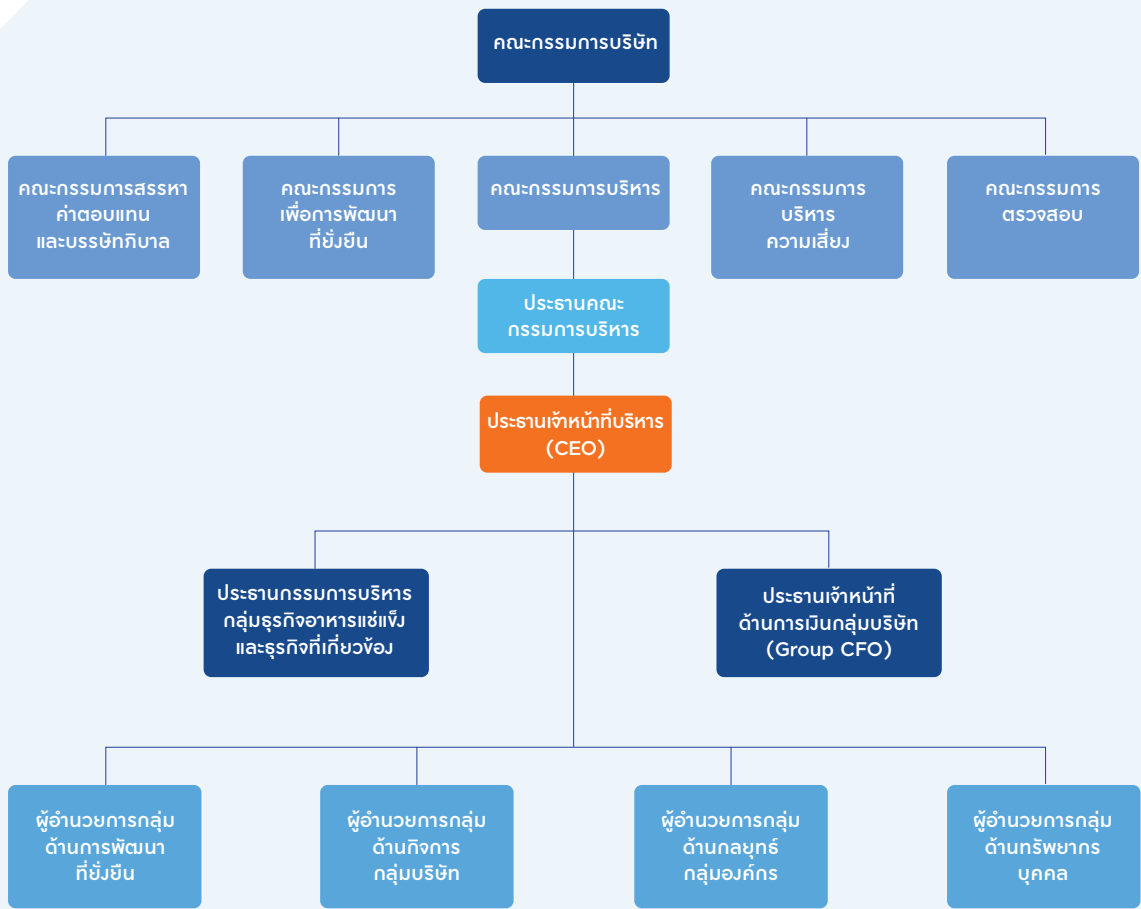 คณะกรรมการบริษัท
คณะกรรมการสรรหา
ค่าตอบแทน
และบรรษัทภิบาล
คณะกรรมการ
เพื่อการพัฒนา
ที่ยั่งยืน
คณะกรรมการบริหาร
คณะกรรมการ
บริหาร
ความเสี่ยง
คณะกรรมการ
ตรวจสอบ
ประธานคณะ
กรรมการบริหาร
ประธานเจ้าหน้าที่บริหาร
(CEO)
ประธานกรรมการบริหาร
กลุ่มธุรกิจอาหารแช่แข็ง
และธุรกิจที่เกี่ยวข้อง
ประธานเจ้าหน้าที่
ด้านการเงินกลุ่มบริษัท
(Group CFO)
ผู้อำนวยการกลุ่ม
ด้านการพัฒนา
ที่ยั่งยืน
ผู้อำนวยการกลุ่ม
ด้านกิจการ
กลุ่มบริษัท
ผู้อำนวยการกลุ่ม
ด้านกลยุทธ์
กลุ่มองค์กร
ผู้อำนวยการกลุ่ม
ด้านทรัพยากร
บุคคล